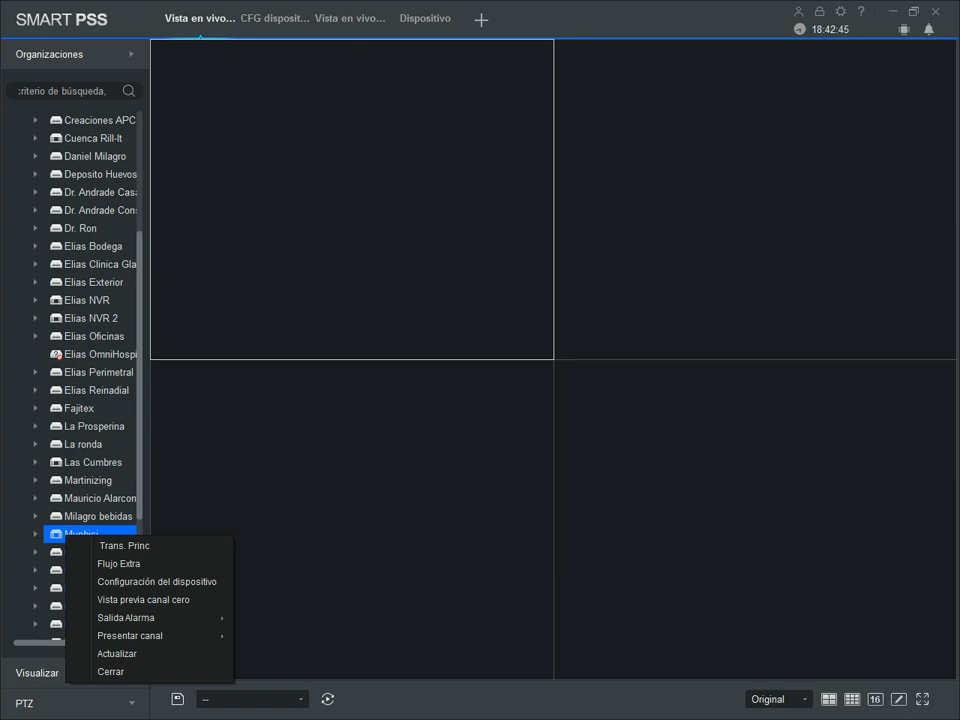 SMART PSS
Vista en vivo... CFG disposit... Vista en vivo... Dispositivo
18:42:45
Organizaciones
:riterio de búsqueda,
Creaciones APC
Cuenca Rill-It
Daniel Milagro
Deposito Huevos
Dr. Andrade Casa
Dr. Andrade Con
Dr. Ron
Elias Bodega
Elias Clinica Gla
Elias Exterior
Elias NVR
Elias NVR 2
Elias Oficinas
Elias OmniHospi
Elias Perimetral
Elias Reinadial
Fajitex
La Prosperina
La ronda
Las Cumbres
Martinizing
Mauricio Alarcon
Milagro bebidas
Trans. Princ
Flujo Extra
Configuración del dispositivo
Vista previa canal cero
Salida Alarma
Presentar canal
Actualizar
Cerrar
Visualizar
PTZ
--
Original
16